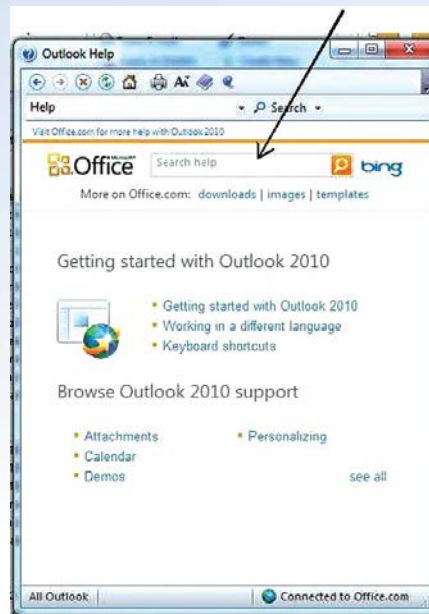 Outlook Help
Help
Search
Visit Office.com for more help with Outlook 2010
Office Search help bing
More on Office.com: downloads | images | templates
Getting started with Outlook 2010
Getting started with Outlook 2010
Working in a different language
Keyboard shortcuts
Browse Outlook 2010 support
Attachments
Personalizing
Calendar
Demos
see all
All Outlook
Connected to Office.com